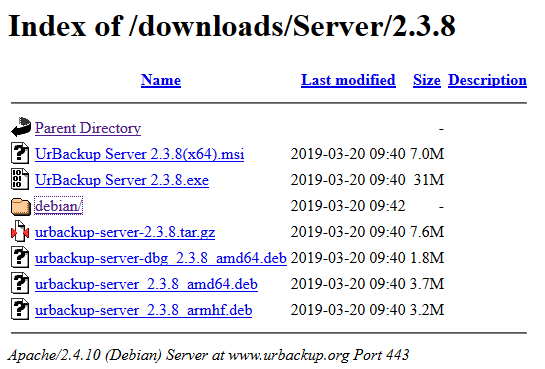 Index of /downloads/Server/2.3.8
Name Last modified Size Description
Parent Directory -
UrBackup Server 2.3.8(x64).msi 2019-03-20 09:40 7.0M
UrBackup Server 2.3.8.exe 2019-03-20 09:40 31M
debian/ 2019-03-20 09:42 -
urbackup-server-2.3.8.tar.gz 2019-03-20 09:40 7.6M
urbackup-server-dbg_2.3.8_amd64.deb 2019-03-20 09:40 1.8M
urbackup-server_2.3.8_amd64.deb 2019-03-20 09:40 3.7M
urbackup-server_2.3.8_armhf.deb 2019-03-20 09:40 3.2M
Apache/2.4.10 (Debian) Server at www.urbackup.org Port 443